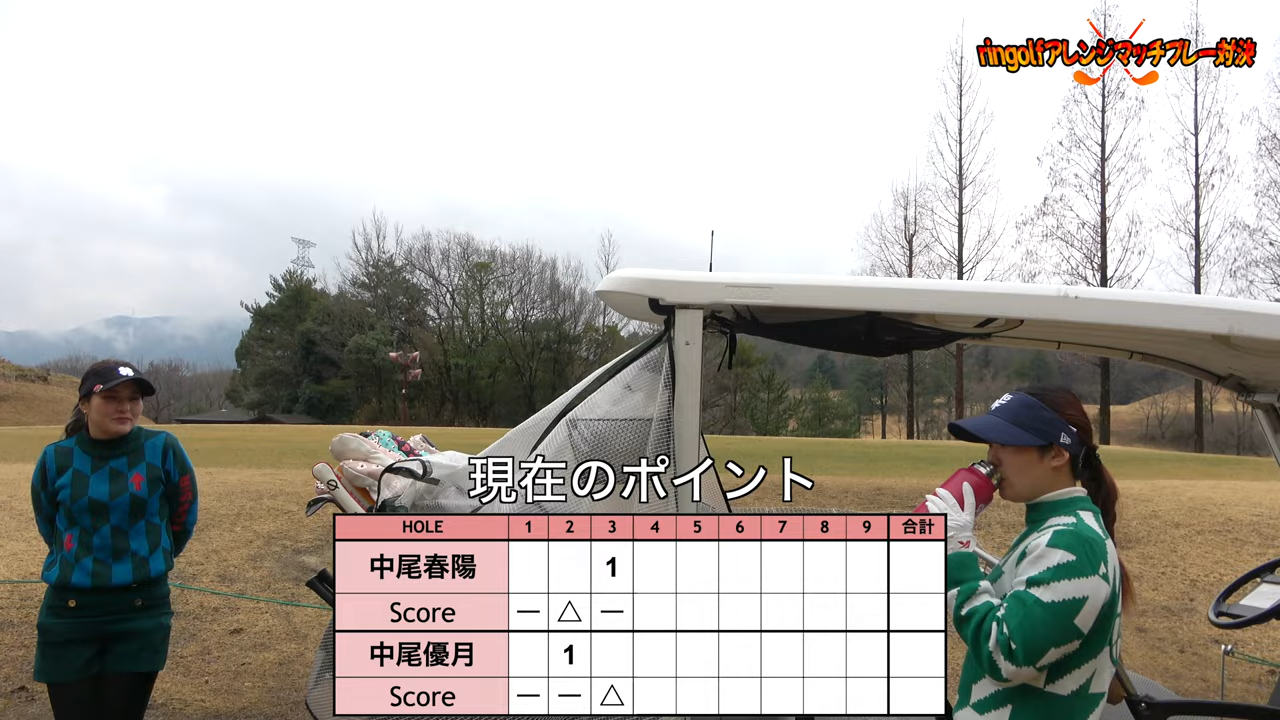 ringolfアレンジマッチプレー対決
現在のポイント
HOLE 1 2 3 4 5 6 7 8 9 合計
中尾春陽 1
Score — △ —
中尾優月 1
Score — — △